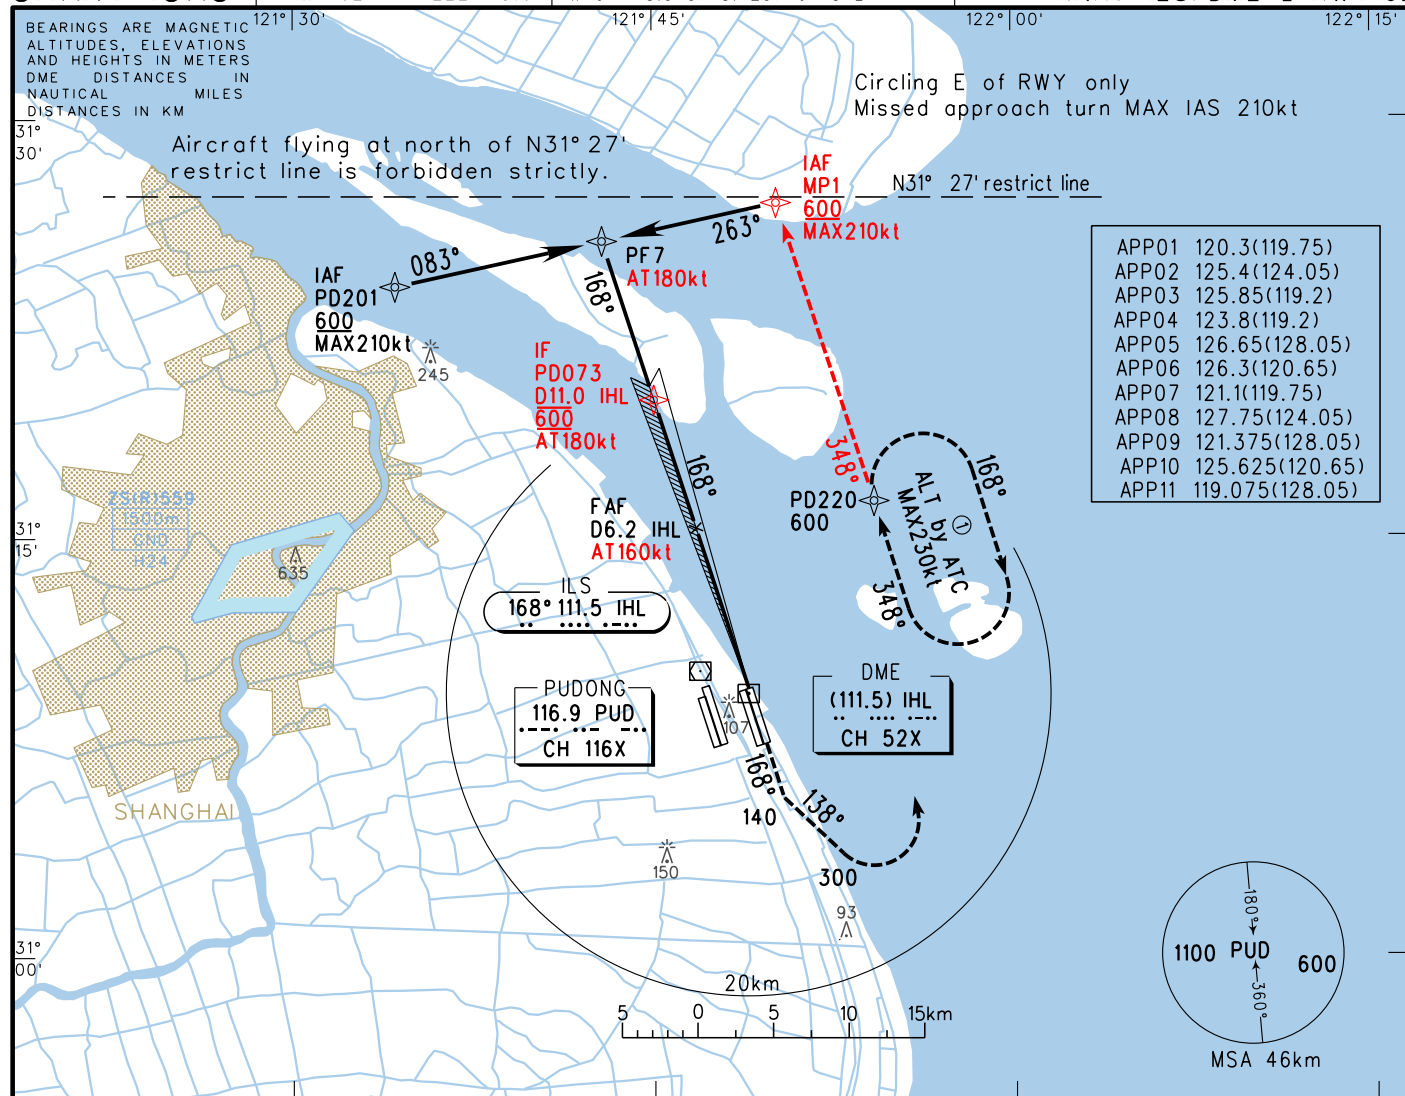 121° 30'
121° 45'
122° 00'
122° 15'
BEARINGS ARE MAGNETIC
ALTITUDES, ELEVATIONS
AND HEIGHTS IN METERS
DME DISTANCES IN
NAUTICAL MILES
DISTANCES IN KM
Circling E of RWY only
Missed approach turn MAX IAS 210kt
31°
30'
Aircraft flying at north of N31° 27'
restrict line is forbidden strictly.
N31° 27' restrict line
IAF
MP1
600
MAX210kt
263°
083°
PF7
AT180kt
168°
IAF
PD201
600
MAX210kt
245
APP01 120.3(119.75)
APP02 125.4(124.05)
APP03 125.85(119.2)
APP04 123.8(119.2)
APP05 126.65(128.05)
APP06 126.3(120.65)
APP07 121.1(119.75)
APP08 127.75(124.05)
APP09 121.375(128.05)
APP10 125.625(120.65)
APP11 119.075(128.05)
IF
PD073
D11.0 IHL
600
AT180kt
168°
348°
168°
PD220
600
ALT by ATC
MAX230kt
①
348°
FAF
D6.2 IHL
AT160kt
ZS(R)559
1500m
GND
H24
31°
15'
635
ILS
168° 111.5 IHL
PUDONG
116.9 PUD
CH 116X
107
DME
(111.5) IHL
CH 52X
168°
138°
140
300
SHANGHAI
150
93
31°
00'
20km
5 0 5 10 15km
180°
1100 PUD 600
360°
MSA 46km